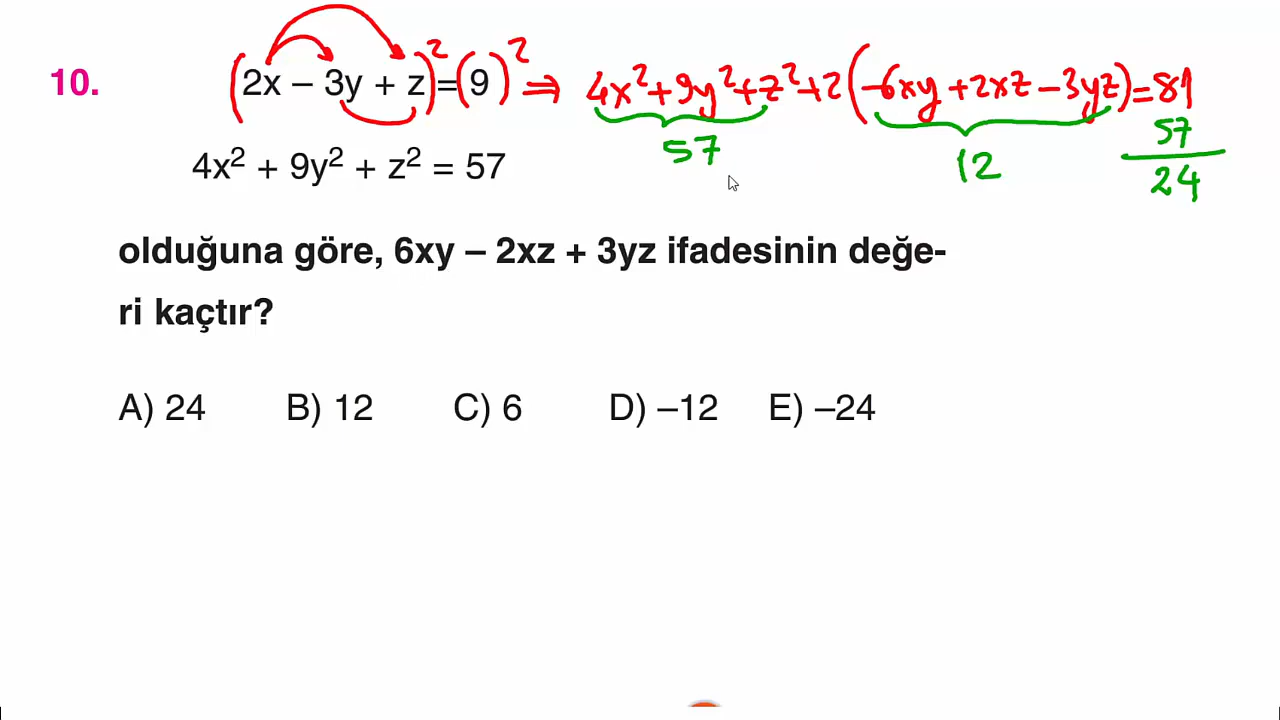 10. (2x – 3y + z)² = (9)² ⇒ 4x² + 9y² + z² + 2(-6xy + 2xz - 3yz) = 81
57 12 57
24
4x² + 9y² + z² = 57
olduğuna göre, 6xy – 2xz + 3yz ifadesinin değe-
ri kaçtır?
A) 24 B) 12 C) 6 D) –12 E) –24